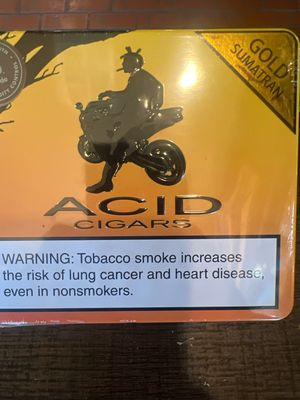 GOLD
SUMATRAN
ACID
CIGARS
WARNING: Tobacco smoke increases
the risk of lung cancer and heart disease,
even in nonsmokers.